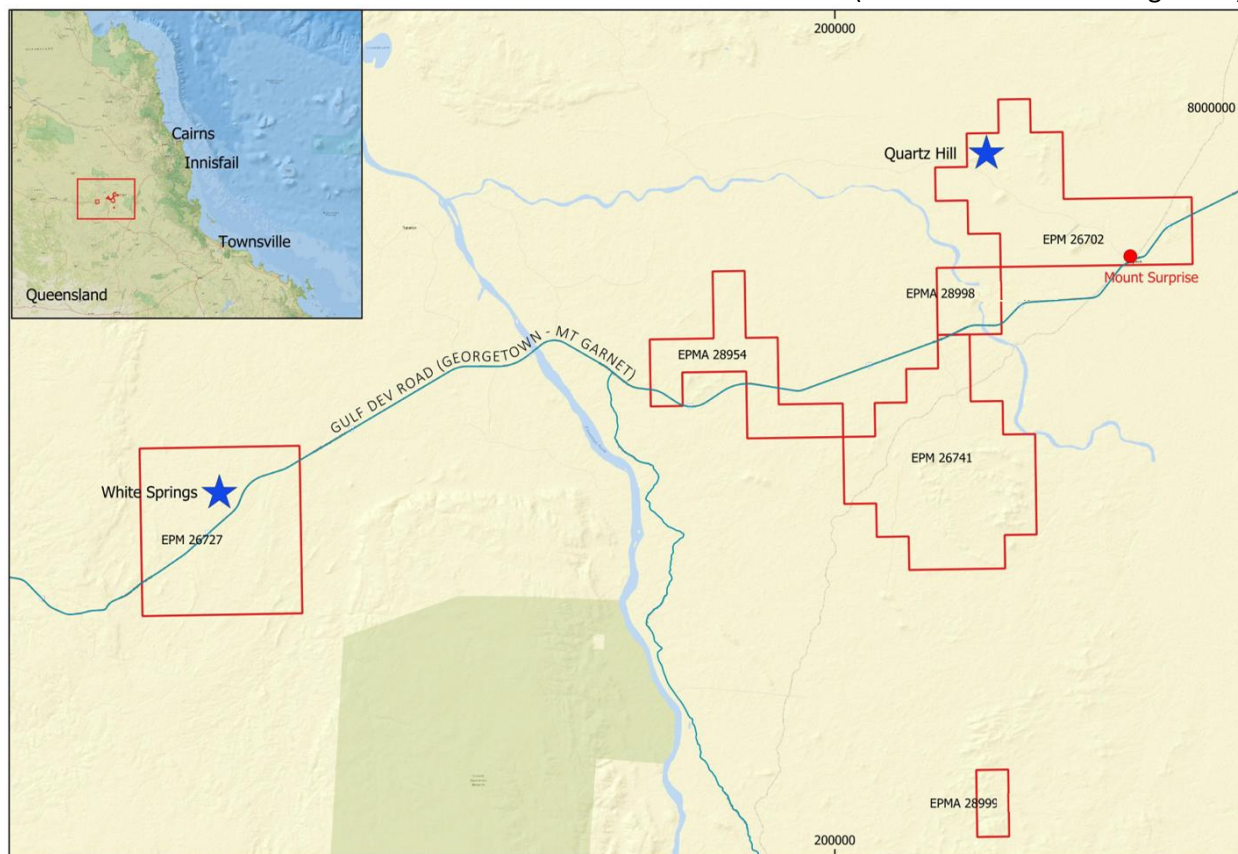 200000
8000000
Cairns
Innisfail
Townsville
Queensland
Quartz Hill
EPM 26702
Mount Surprise
EPMA 28998
EPMA 28954
GULF DEV ROAD (GEORGETOWN - MT GARNET)
EPM 26741
White Springs
EPM 26727
EPMA 28999
200000